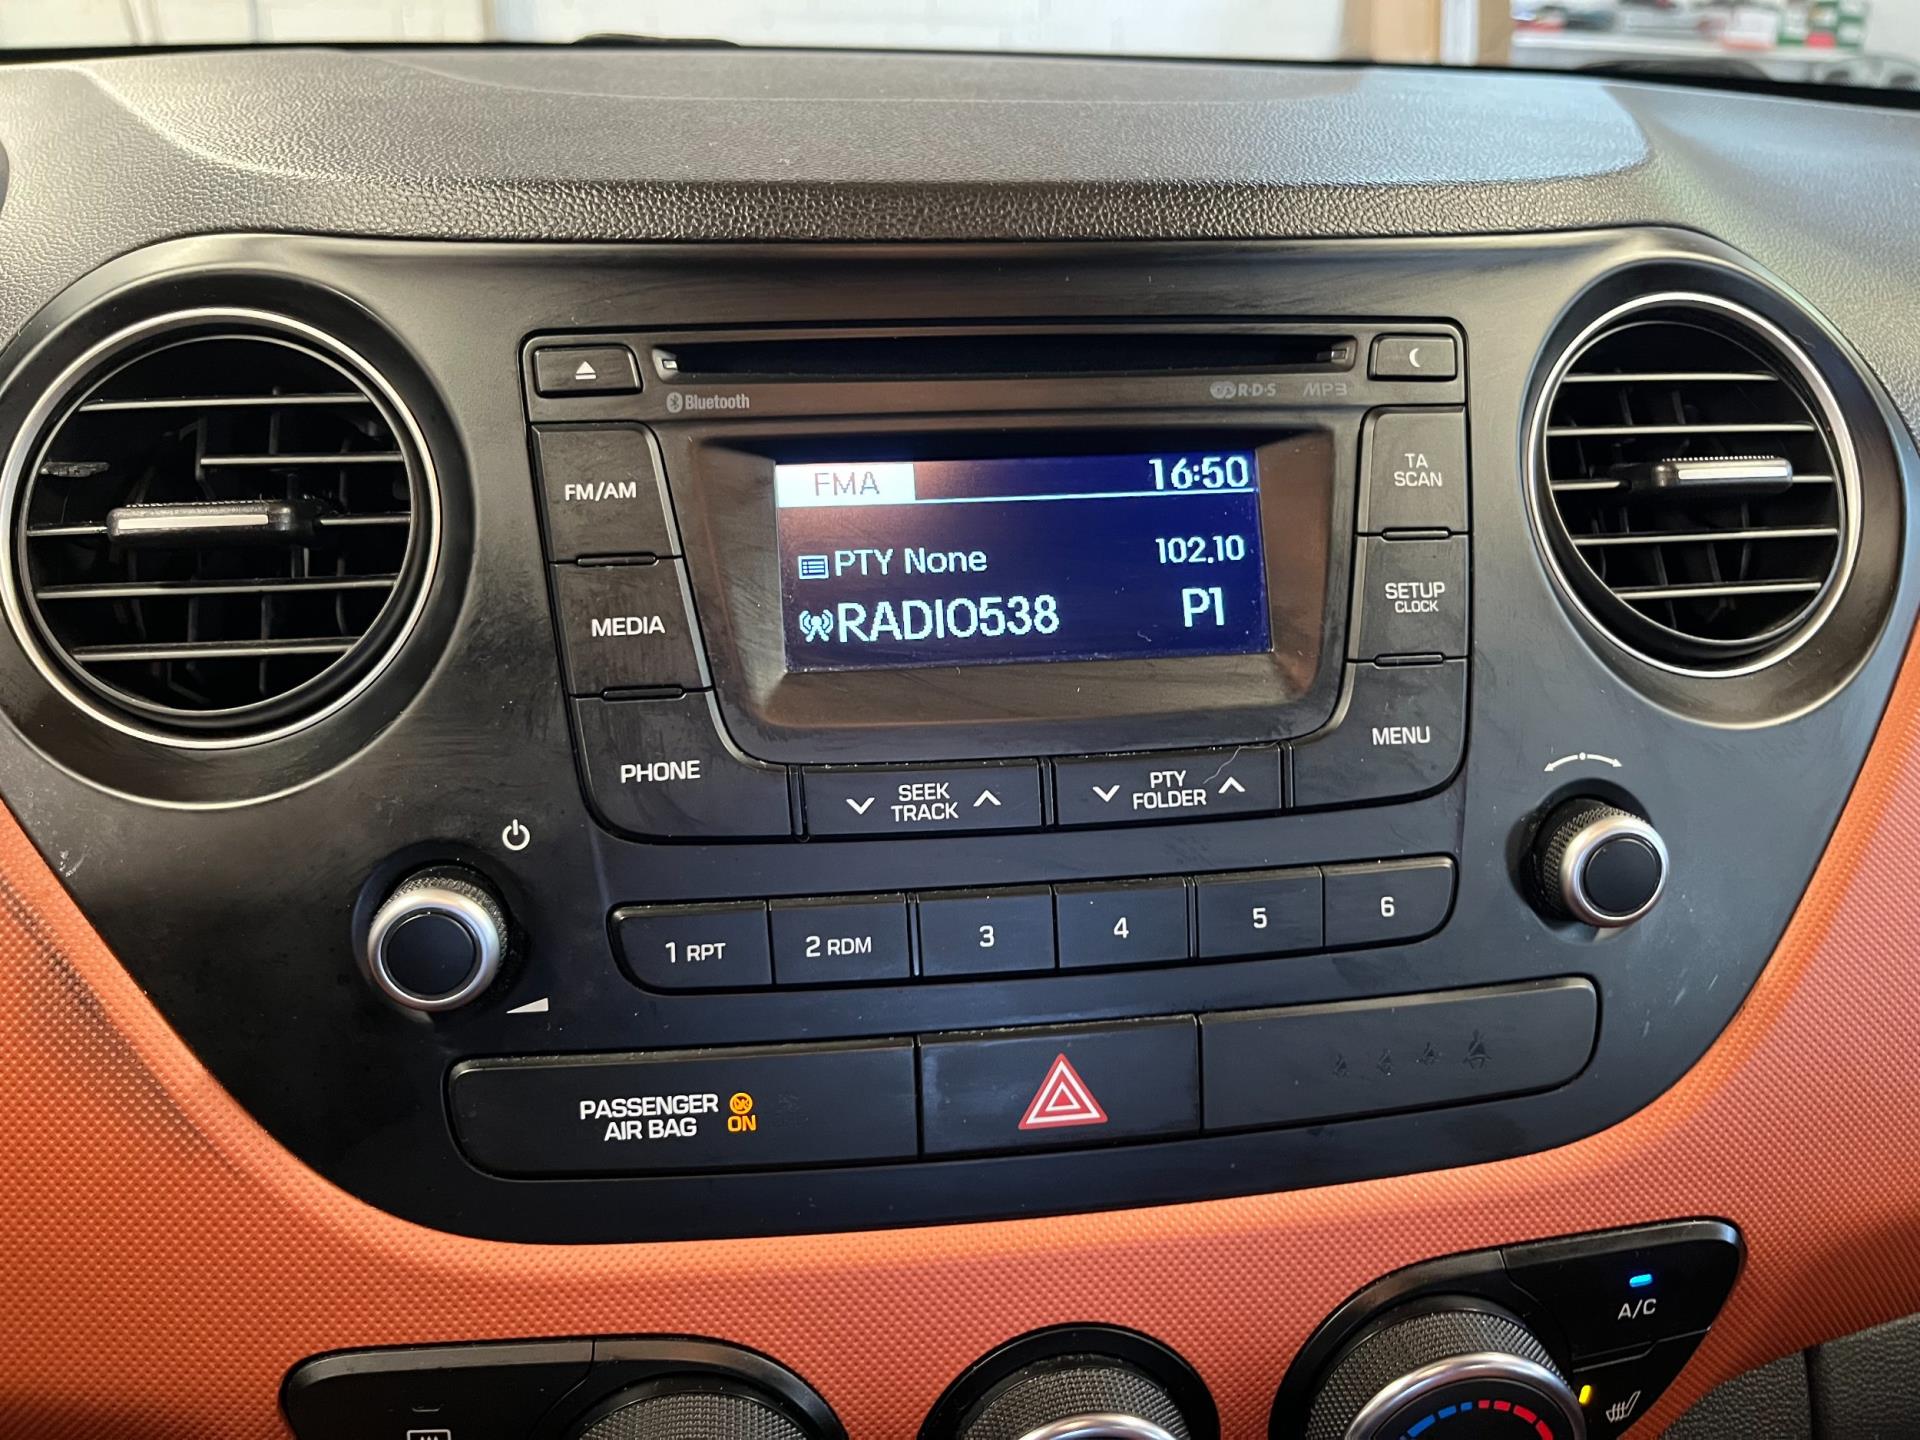 Bluetooth
R·D·S MP3
FMA 16:50
PTY None 102.10
RADIO538 P1
FM/AM
MEDIA
PHONE
TA
SCAN
SETUP
CLOCK
MENU
SEEK
TRACK
PTY
FOLDER
1 RPT 2 RDM 3 4 5 6
PASSENGER
AIR BAG
ON
A/C